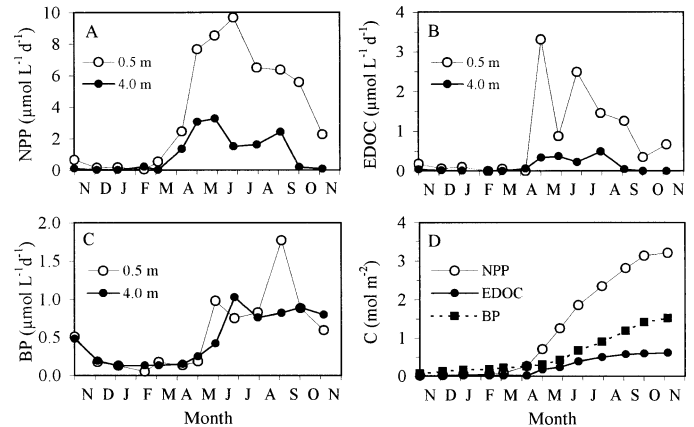 A
NPP (µmol L⁻¹ d⁻¹)
10
8
6
4
2
0
0.5 m
4.0 m
N D J F M A M J J A S O N
B
EDOC (µmol L⁻¹ d⁻¹)
4
3
2
1
0
0.5 m
4.0 m
N D J F M A M J J A S O N
C
BP (µmol L⁻¹d⁻¹)
2.0
1.5
1.0
0.5
0.0
0.5 m
4.0 m
N D J F M A M J J A S O N
Month
D
C (mol m⁻²)
4
3
2
1
0
NPP
EDOC
BP
N D J F M A M J J A S O N
Month